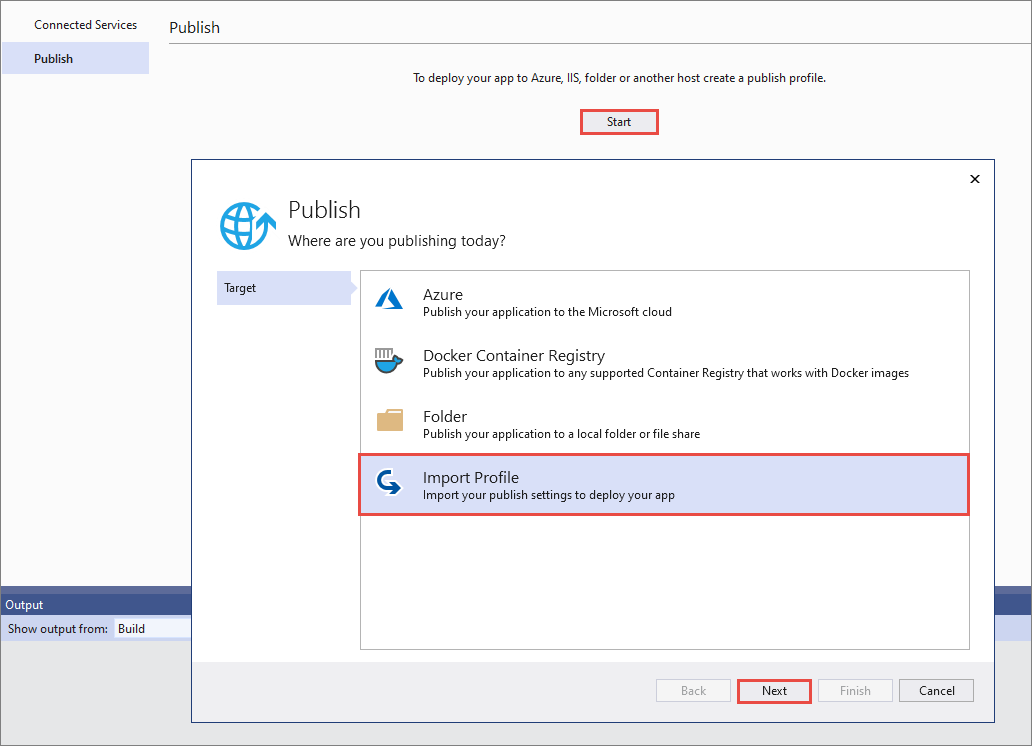 Connected Services
Publish
Publish
To deploy your app to Azure, IIS, folder or another host create a publish profile.
Start
Publish
Where are you publishing today?
Target
Azure
Publish your application to the Microsoft cloud
Docker Container Registry
Publish your application to any supported Container Registry that works with Docker images
Folder
Publish your application to a local folder or file share
Import Profile
Import your publish settings to deploy your app
Output
Show output from: Build
Back Next Finish Cancel